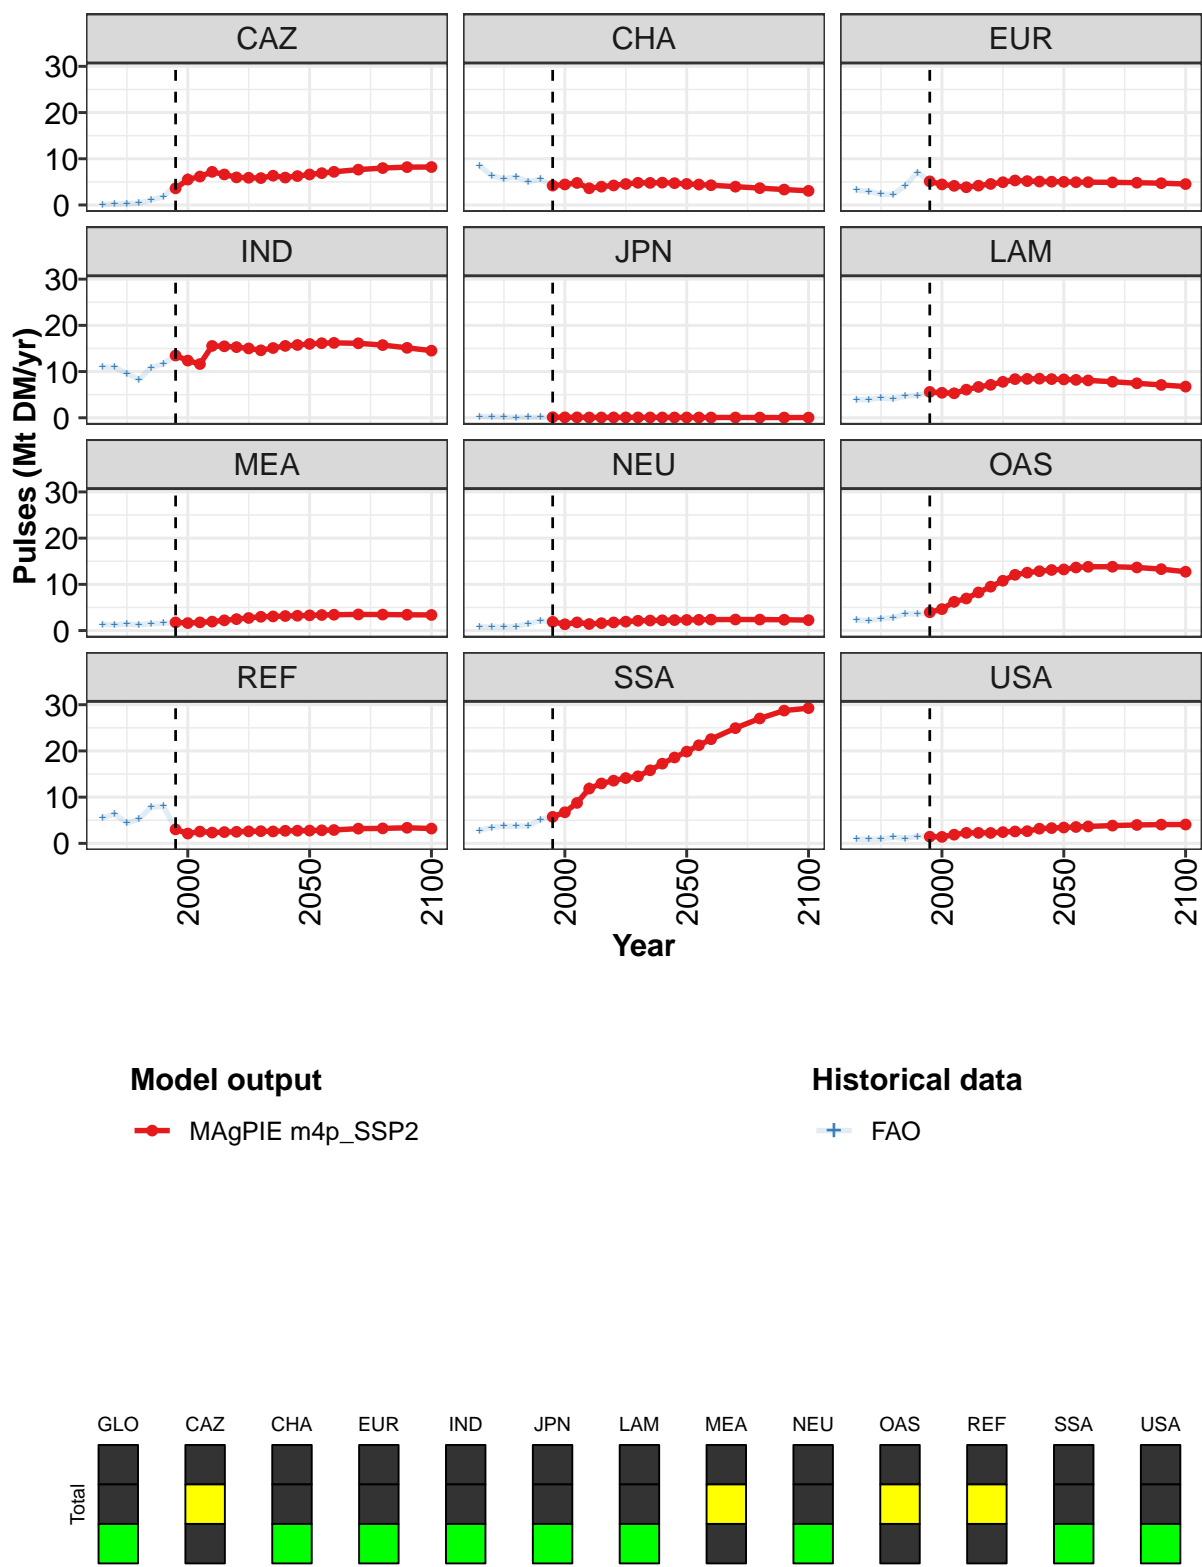 CAZ CHA EUR
30
20
10
0
IND JPN LAM
30
20
10
0
Pulses (Mt DM/yr)
MEA NEU OAS
30
20
10
0
REF SSA USA
30
20
10
0
2000 2050 2100 2000 2050 2100 2000 2050 2100
Year
Model output Historical data
MAgPIE m4p_SSP2 FAO
GLO CAZ CHA EUR IND JPN LAM MEA NEU OAS REF SSA USA
Total